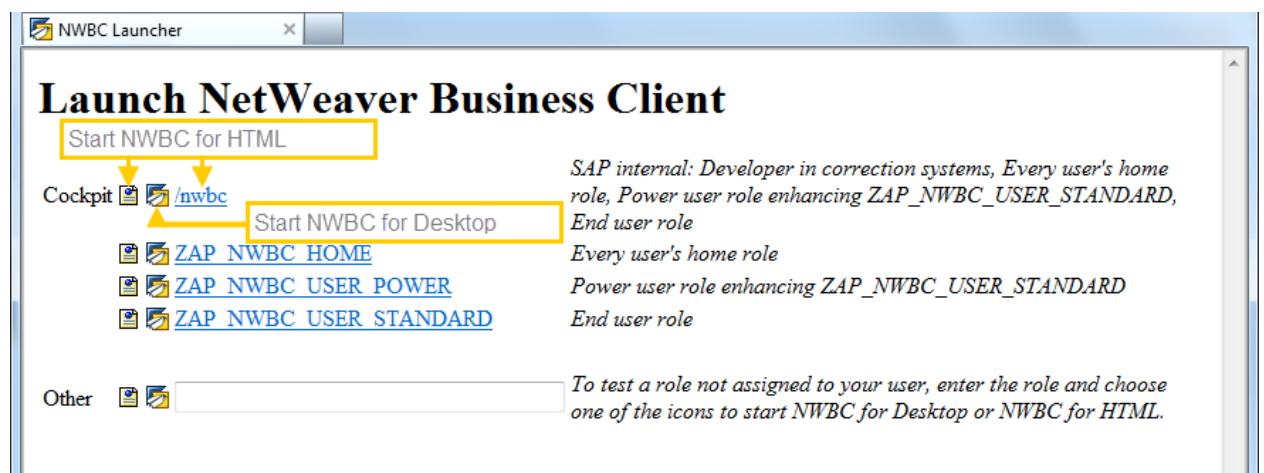 NWBC Launcher
Launch NetWeaver Business Client
Start NWBC for HTML
SAP internal: Developer in correction systems, Every user's home
Cockpit /nwbc role, Power user role enhancing ZAP_NWBC_USER_STANDARD,
Start NWBC for Desktop End user role
ZAP_NWBC_HOME Every user's home role
ZAP_NWBC_USER_POWER Power user role enhancing ZAP_NWBC_USER_STANDARD
ZAP_NWBC_USER_STANDARD End user role
To test a role not assigned to your user, enter the role and choose
Other one of the icons to start NWBC for Desktop or NWBC for HTML.